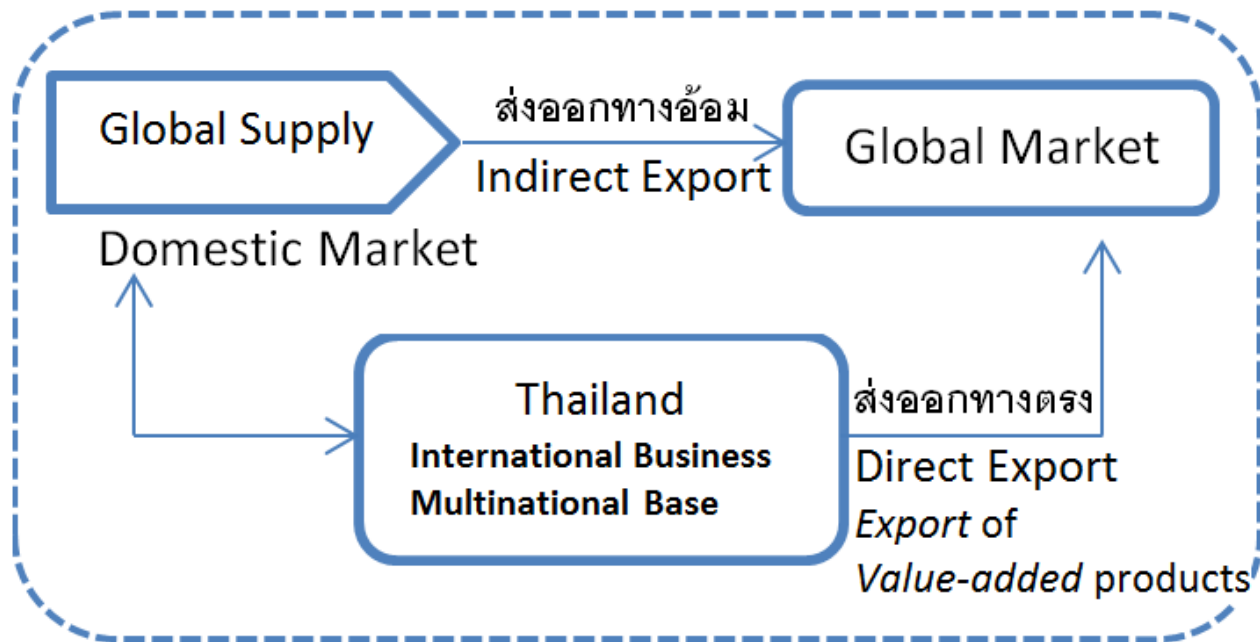 Global Supply
ส่งออกทางอ้อม
Indirect Export
Global Market
Domestic Market
Thailand
International Business
Multinational Base
ส่งออกทางตรง
Direct Export
Export of
Value-added products